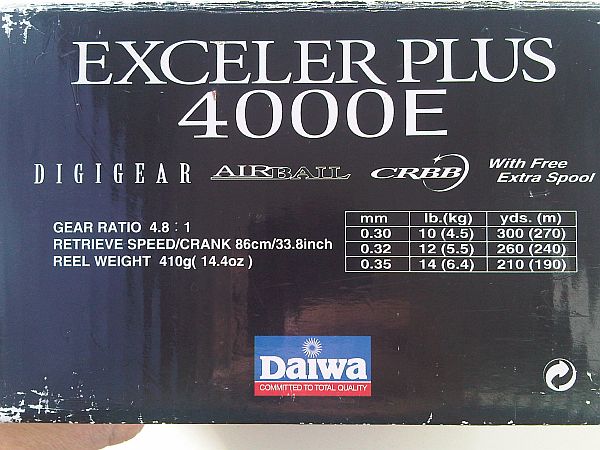 EXCELER PLUS
4000E
DIGIGEAR AIRBAIL CRBB With Free
Extra Spool
GEAR RATIO 4.8 : 1
RETRIEVE SPEED/CRANK 86cm/33.8inch
REEL WEIGHT 410g( 14.4oz )
mm lb.(kg) yds. (m)
0.30 10 (4.5) 300 (270)
0.32 12 (5.5) 260 (240)
0.35 14 (6.4) 210 (190)
Daiwa
COMMITTED TO TOTAL QUALITY